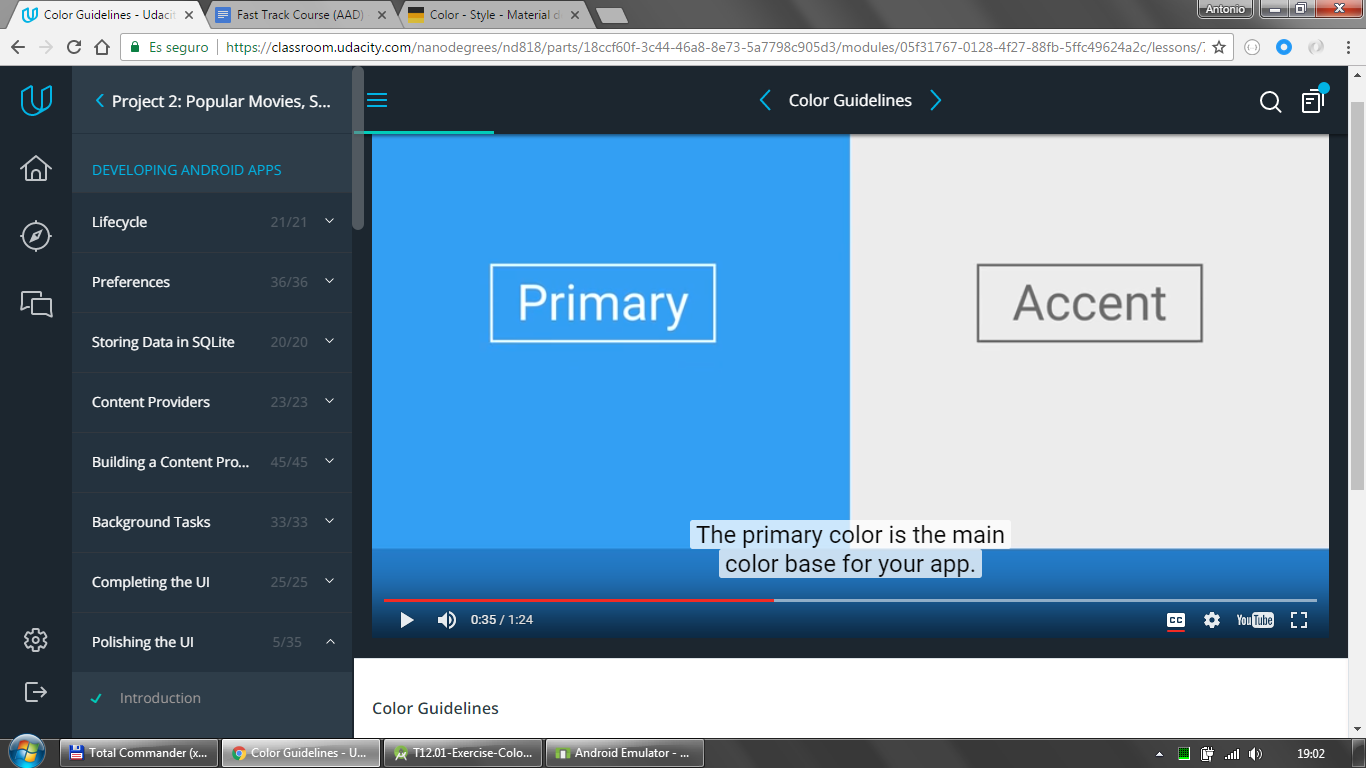 Color Guidelines - Udacit
Fast Track Course (AAD)
Color - Style - Material d
Antonio
Es seguro
https://classroom.udacity.com/nanodegrees/nd818/parts/18ccf60f-3c44-46a8-8e73-5a7798c905d3/modules/05f31767-0128-4f27-88fb-5ffc49624a2c/lessons/
Project 2: Popular Movies, S...
Color Guidelines
DEVELOPING ANDROID APPS
Lifecycle 21/21
Preferences 36/36
Storing Data in SQLite 20/20
Content Providers 23/23
Building a Content Pro... 45/45
Background Tasks 33/33
Completing the UI 25/25
Polishing the UI 5/35
Introduction
Primary
Accent
The primary color is the main
color base for your app.
0:35 / 1:24
CC
YouTube
Color Guidelines
Total Commander (x...
Color Guidelines - U...
T12.01-Exercise-Colo...
Android Emulator - ...
19:02